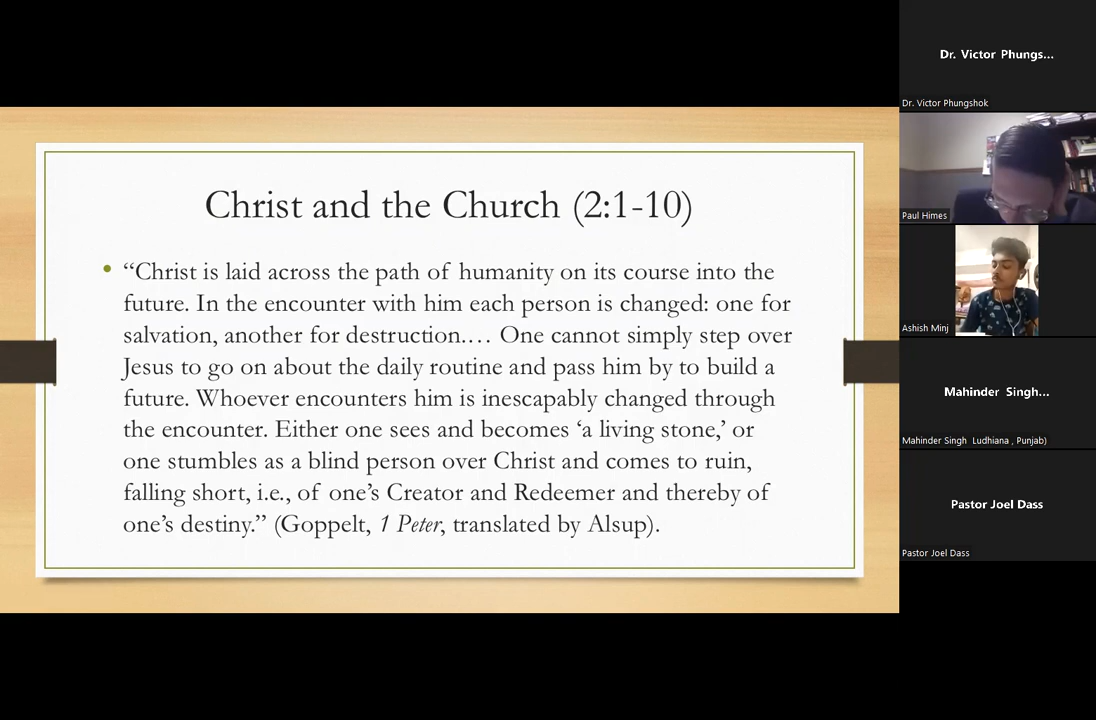 Christ and the Church (2:1-10)
• “Christ is laid across the path of humanity on its course into the
future. In the encounter with him each person is changed: one for
salvation, another for destruction.… One cannot simply step over
Jesus to go on about the daily routine and pass him by to build a
future. Whoever encounters him is inescapably changed through
the encounter. Either one sees and becomes ‘a living stone,’ or
one stumbles as a blind person over Christ and comes to ruin,
falling short, i.e., of one’s Creator and Redeemer and thereby of
one’s destiny.” (Goppelt, 1 Peter, translated by Alsup).
Dr. Victor Phungs...
Dr. Victor Phungshok
Paul Himes
Ashish Minj
Mahinder Singh...
Mahinder Singh Ludhiana , Punjab)
Pastor Joel Dass
Pastor Joel Dass